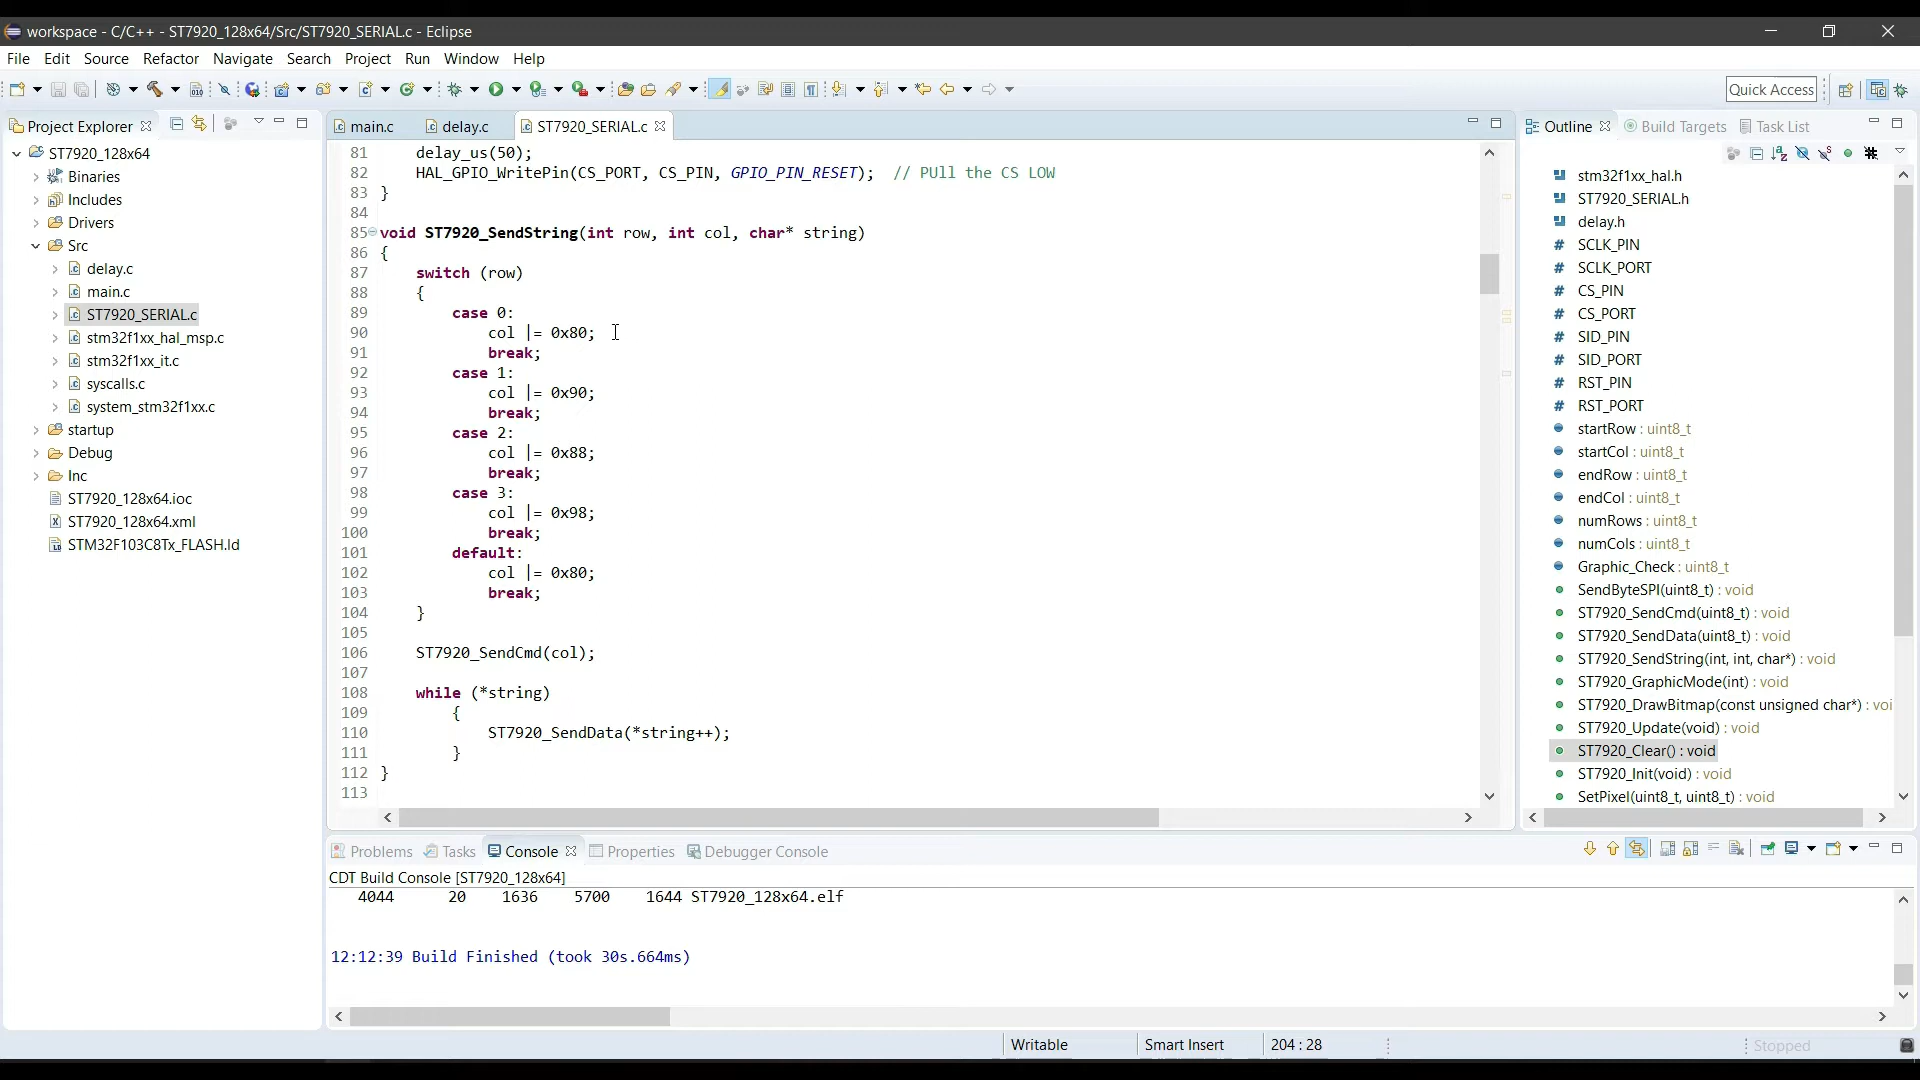 workspace - C/C++ - ST7920_128x64/Src/ST7920_SERIAL.c - Eclipse
File Edit Source Refactor Navigate Search Project Run Window Help
Quick Access
Project Explorer
ST7920_128x64
Binaries
Includes
Drivers
Src
delay.c
main.c
ST7920_SERIAL.c
stm32f1xx_hal_msp.c
stm32f1xx_it.c
syscalls.c
system_stm32f1xx.c
startup
Debug
Inc
ST7920_128x64.ioc
ST7920_128x64.xml
STM32F103C8Tx_FLASH.ld
main.c delay.c ST7920_SERIAL.c
81 delay_us(50);
82 HAL_GPIO_WritePin(CS_PORT, CS_PIN, GPIO_PIN_RESET); // PUll the CS LOW
83 }
84
85 void ST7920_SendString(int row, int col, char* string)
86 {
87 switch (row)
88 {
89 case 0:
90 col |= 0x80;
91 break;
92 case 1:
93 col |= 0x90;
94 break;
95 case 2:
96 col |= 0x88;
97 break;
98 case 3:
99 col |= 0x98;
100 break;
101 default:
102 col |= 0x80;
103 break;
104 }
105
106 ST7920_SendCmd(col);
107
108 while (*string)
109 {
110 ST7920_SendData(*string++);
111 }
112 }
113
Outline Build Targets Task List
stm32f1xx_hal.h
ST7920_SERIAL.h
delay.h
SCLK_PIN
SCLK_PORT
CS_PIN
CS_PORT
SID_PIN
SID_PORT
RST_PIN
RST_PORT
startRow : uint8_t
startCol : uint8_t
endRow : uint8_t
endCol : uint8_t
numRows : uint8_t
numCols : uint8_t
Graphic_Check : uint8_t
SendByteSPI(uint8_t) : void
ST7920_SendCmd(uint8_t) : void
ST7920_SendData(uint8_t) : void
ST7920_SendString(int, int, char*) : void
ST7920_GraphicMode(int) : void
ST7920_DrawBitmap(const unsigned char*) : voi
ST7920_Update(void) : void
ST7920_Clear() : void
ST7920_Init(void) : void
SetPixel(uint8_t, uint8_t) : void
Problems Tasks Console Properties Debugger Console
CDT Build Console [ST7920_128x64]
4044 20 1636 5700 1644 ST7920_128x64.elf
12:12:39 Build Finished (took 30s.664ms)
Writable Smart Insert 204 : 28 Stopped